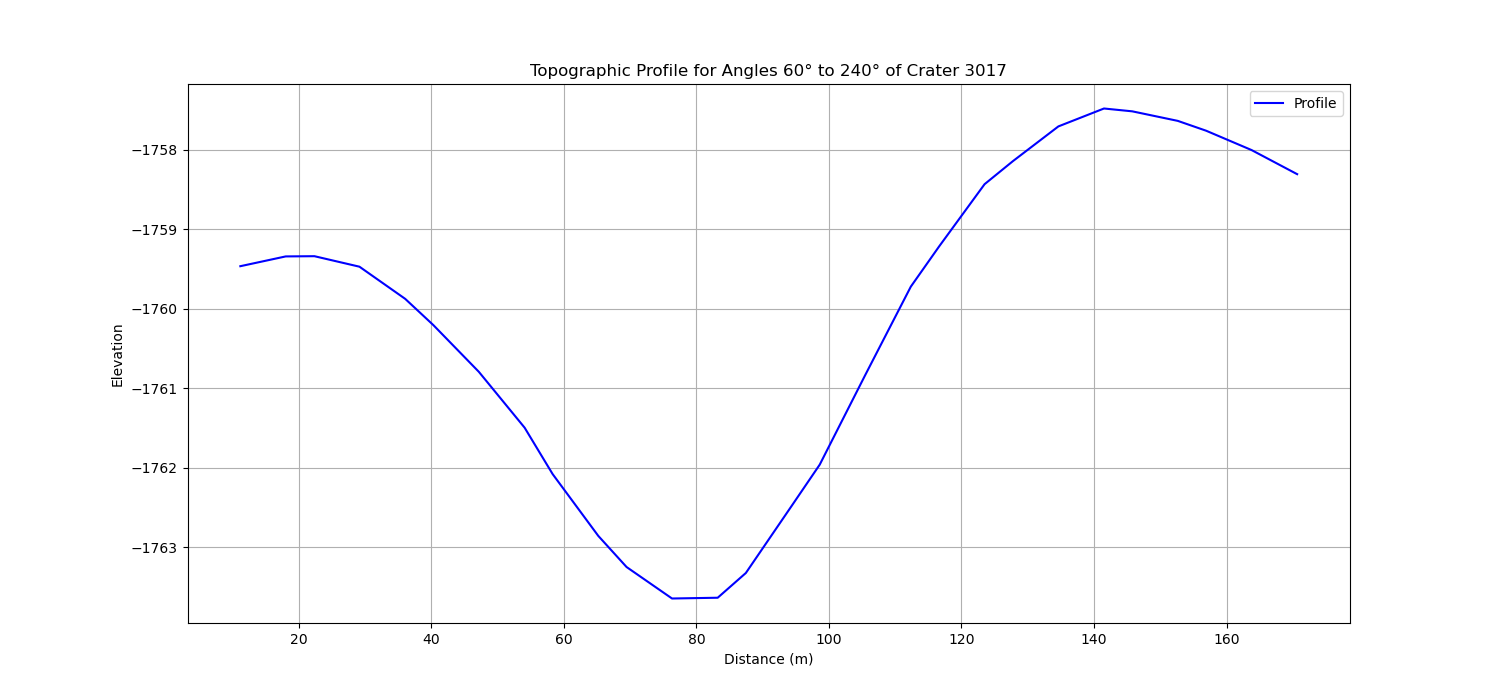 Topographic Profile for Angles 60° to 240° of Crater 3017
Profile
−1758
−1759
−1760
−1761
−1762
−1763
Elevation
20 40 60 80 100 120 140 160
Distance (m)